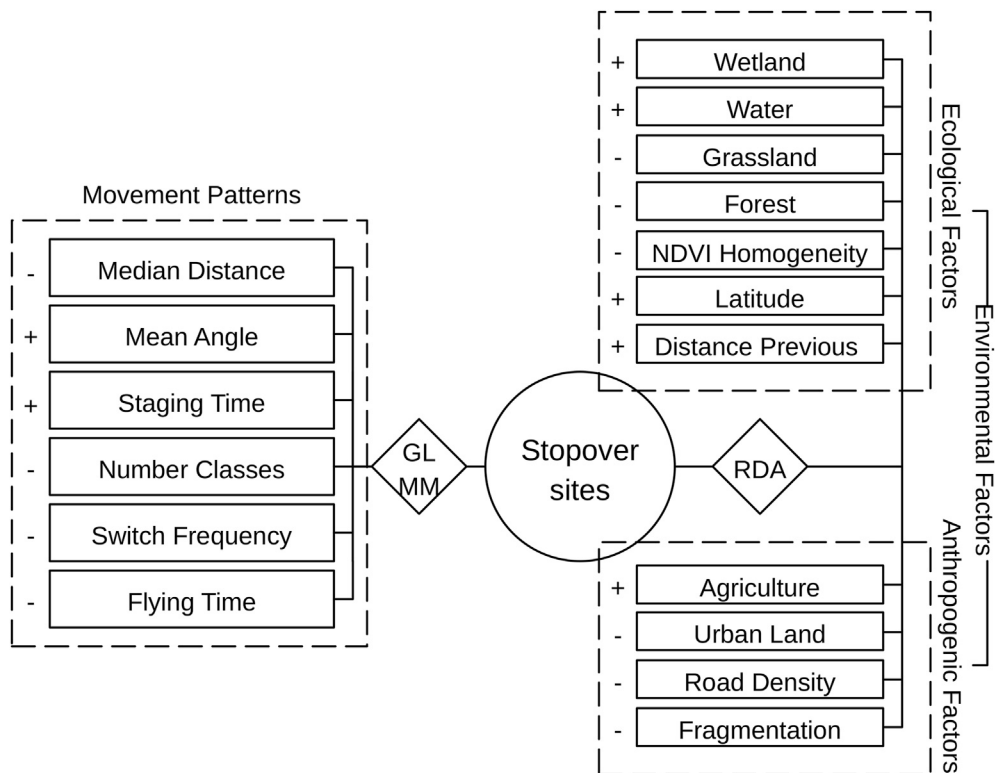 Movement Patterns
- Median Distance
+ Mean Angle
+ Staging Time
- Number Classes
- Switch Frequency
- Flying Time
GL
MM
Stopover
sites
RDA
+ Wetland
+ Water
- Grassland
- Forest
- NDVI Homogeneity
+ Latitude
+ Distance Previous
Ecological Factors
+ Agriculture
- Urban Land
- Road Density
- Fragmentation
Anthropogenic Factors
Environmental Factors